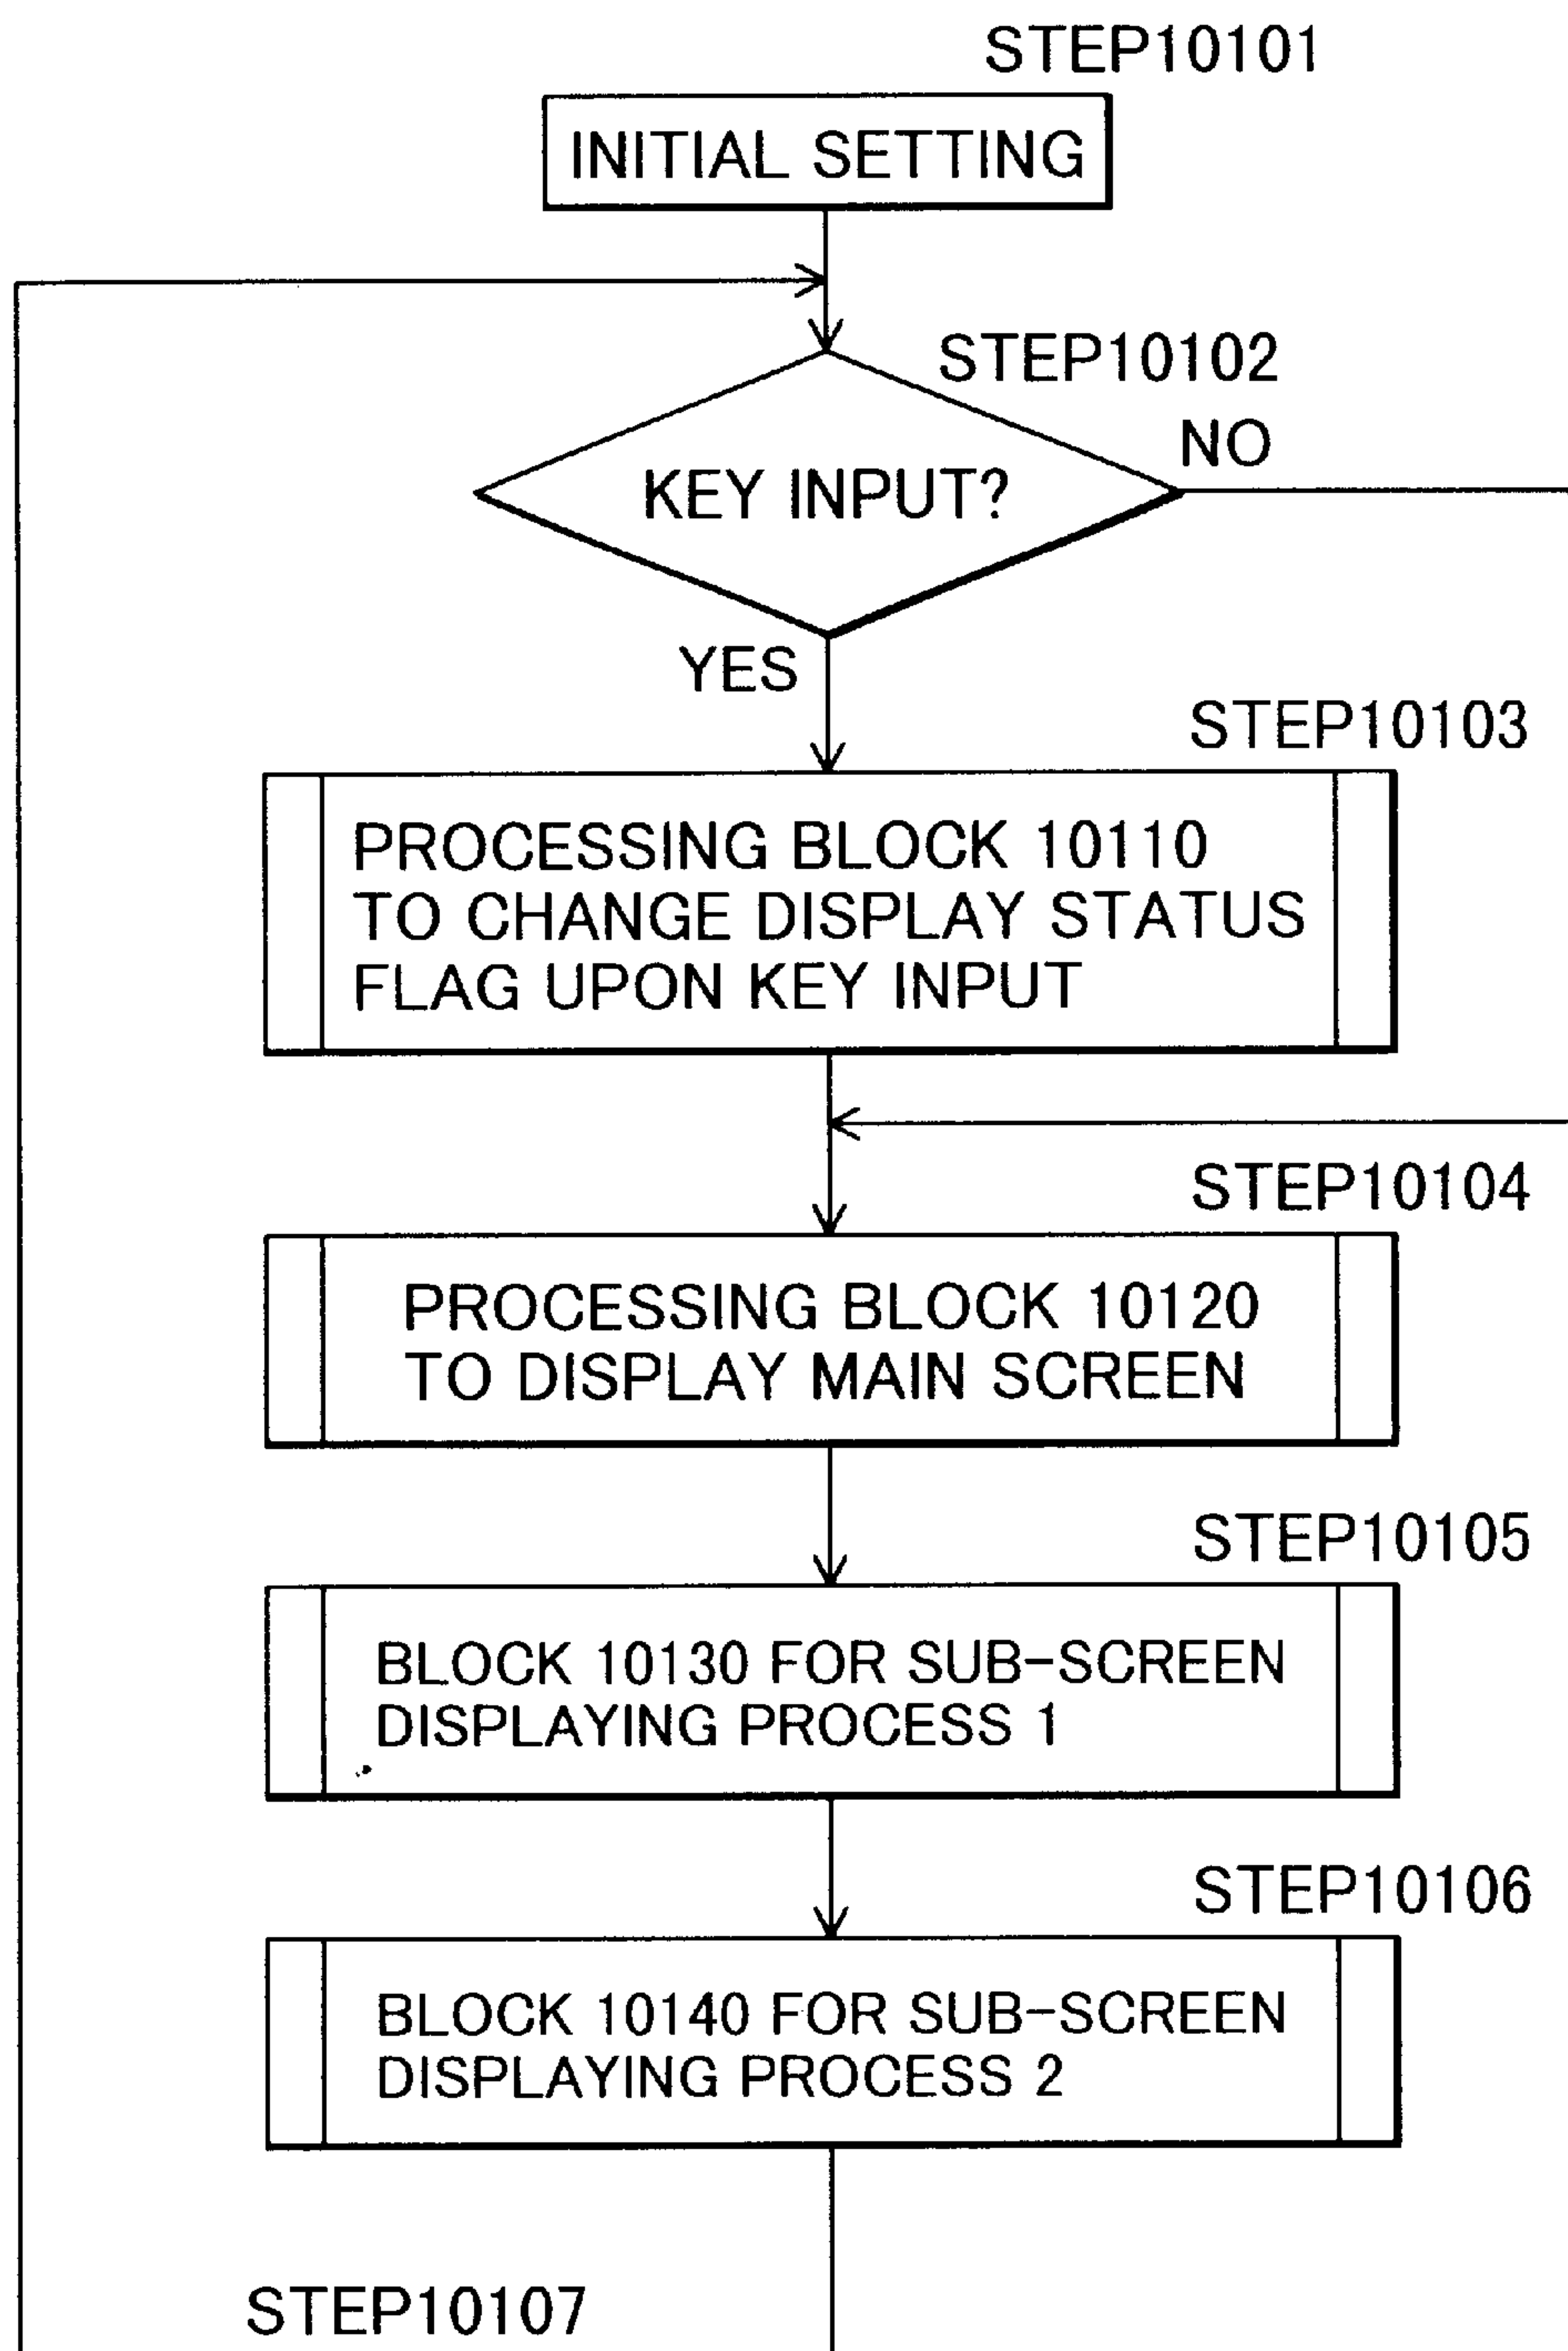 STEP10101
INITIAL SETTING
STEP10102
NO
KEY INPUT?
YES
STEP10103
PROCESSING BLOCK 10110
TO CHANGE DISPLAY STATUS
FLAG UPON KEY INPUT
STEP10104
PROCESSING BLOCK 10120
TO DISPLAY MAIN SCREEN
STEP10105
BLOCK 10130 FOR SUB-SCREEN
DISPLAYING PROCESS 1
STEP10106
BLOCK 10140 FOR SUB-SCREEN
DISPLAYING PROCESS 2
STEP10107